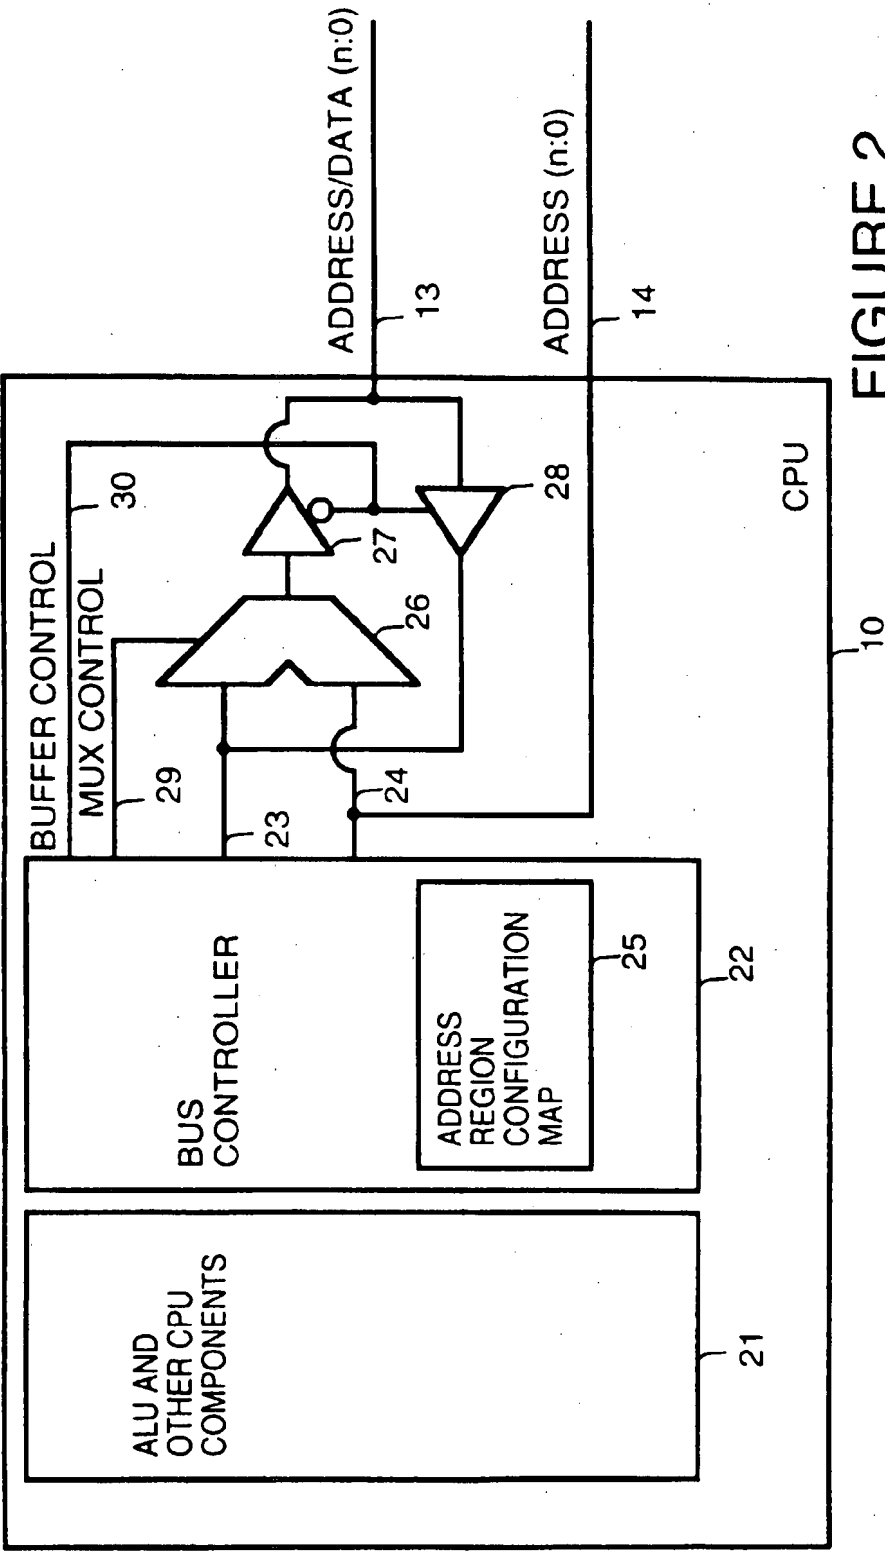 ALU AND
OTHER CPU
COMPONENTS
21
BUS
CONTROLLER
ADDRESS
REGION
CONFIGURATION
MAP
25
22
BUFFER CONTROL
30
MUX CONTROL
29
23
24
26
27
28
CPU
10
ADDRESS/DATA (n:0)
13
ADDRESS (n:0)
14
FIGURE 2